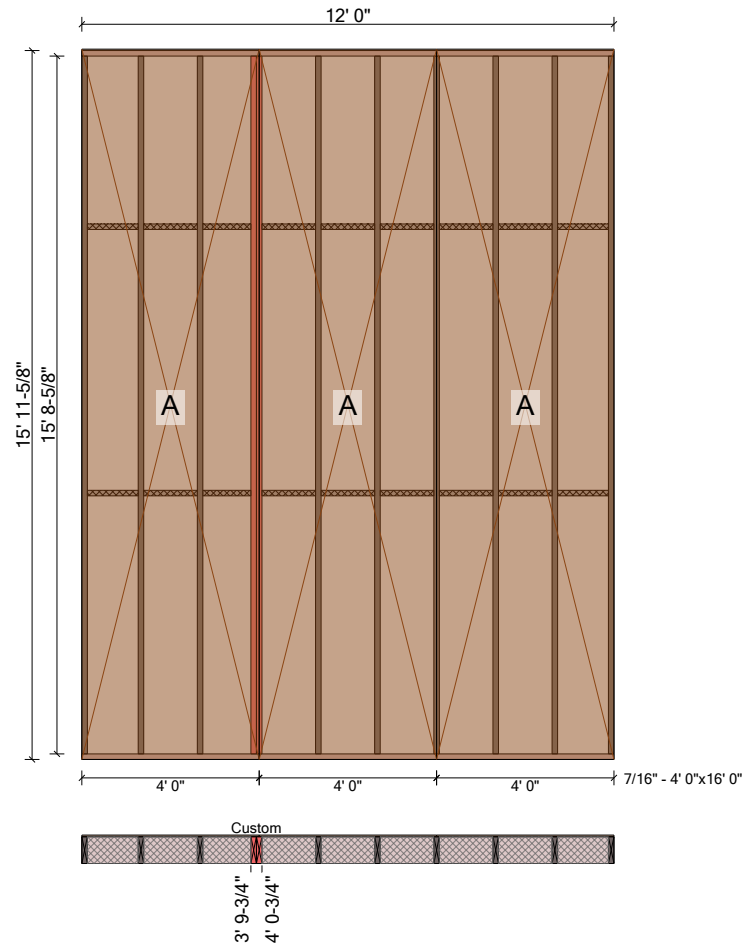 12' 0"
15' 11-5/8"
15' 8-5/8"
A
A
A
4' 0"
4' 0"
4' 0"
7/16" - 4' 0"x16' 0"
Custom
3' 9-3/4"
4' 0-3/4"